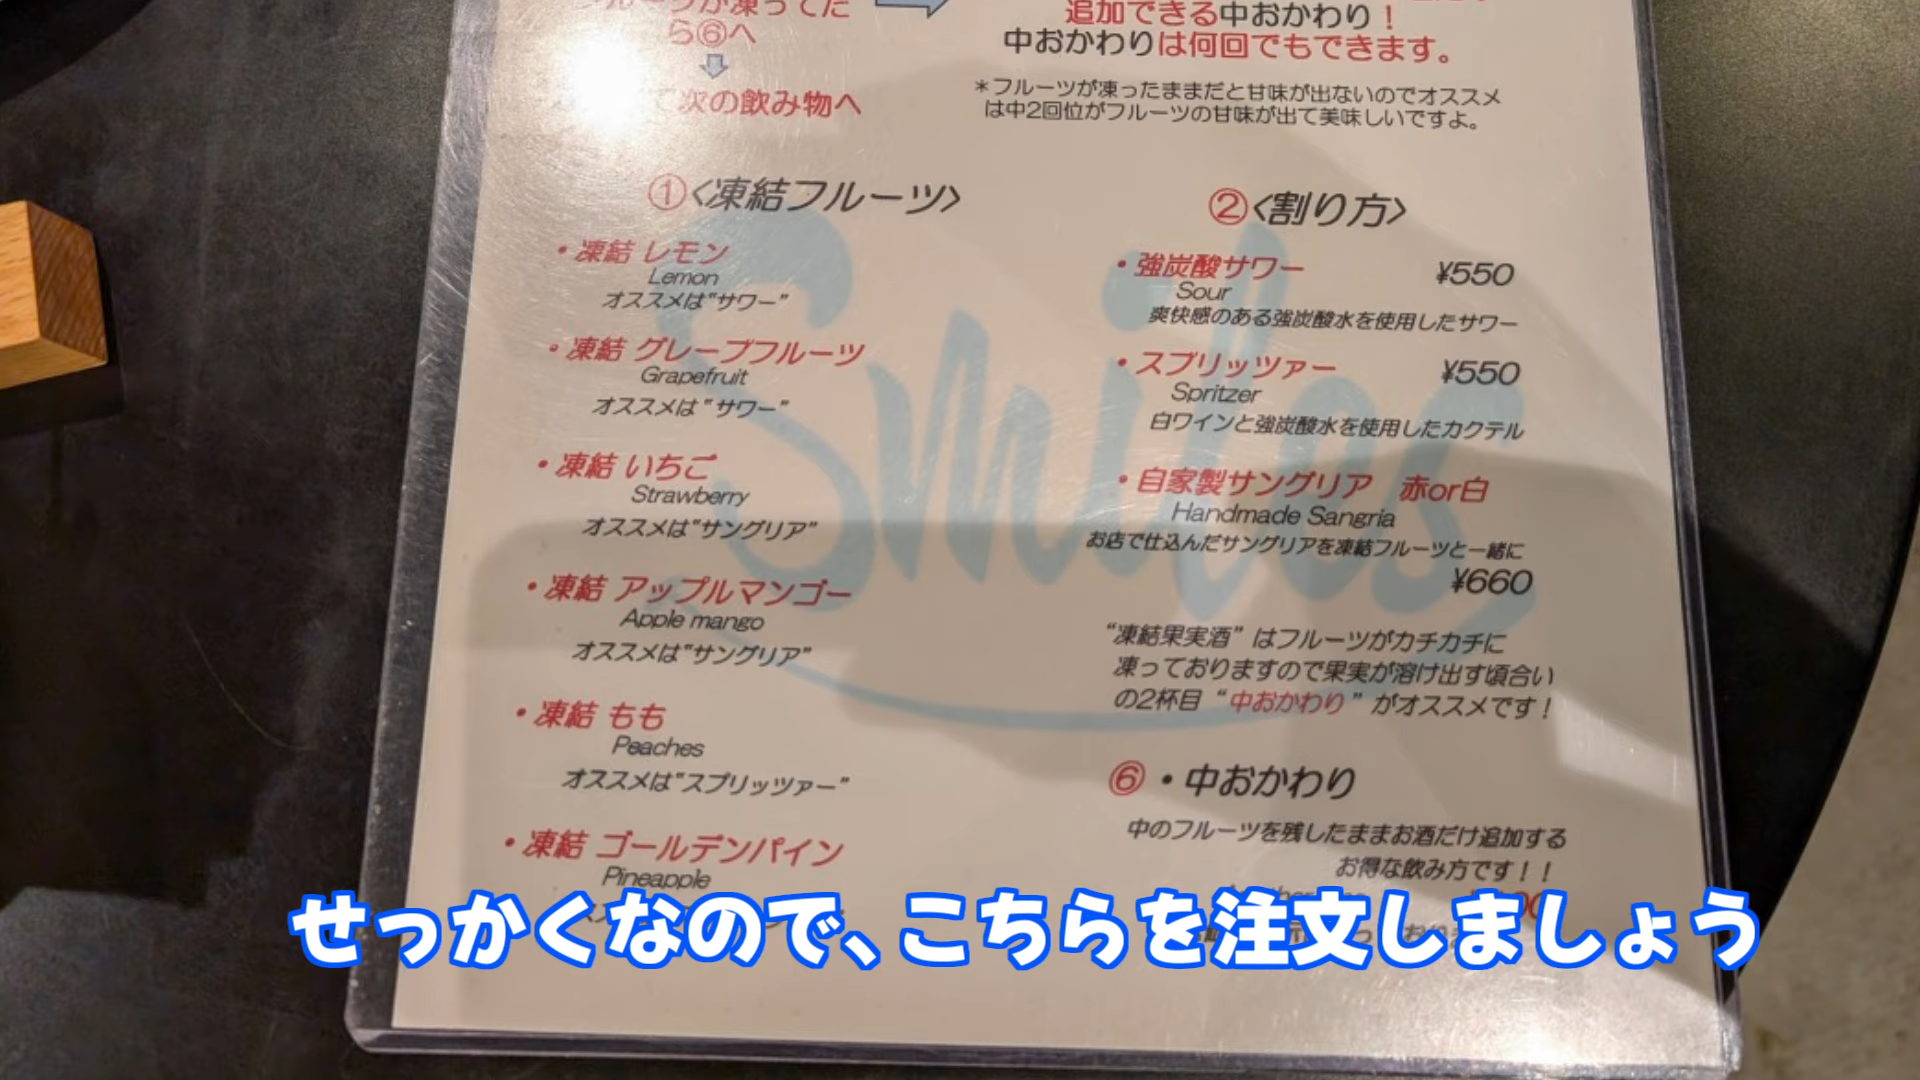 フルーツが凍ってた
ら⑥へ
次の飲み物へ
追加できる中おかわり！
中おかわりは何回でもできます。
＊フルーツが凍ったままだと甘味が出ないのでオススメ
は中2回位がフルーツの甘味が出て美味しいですよ。
①〈凍結フルーツ〉
・凍結 レモン
Lemon
オススメは“サワー”
・凍結 グレープフルーツ
Grapefruit
オススメは“サワー”
・凍結 いちご
Strawberry
オススメは“サングリア”
・凍結 アップルマンゴー
Apple mango
オススメは“サングリア”
・凍結 もも
Peaches
オススメは“スプリッツァー”
・凍結 ゴールデンパイン
Pineapple
②〈割り方〉
・強炭酸サワー ¥550
Sour
爽快感のある強炭酸水を使用したサワー
・スプリッツァー ¥550
Spritzer
白ワインと強炭酸水を使用したカクテル
・自家製サングリア 赤or白
Handmade Sangria
お店で仕込んだサングリアを凍結フルーツと一緒に
¥660
“凍結果実酒”はフルーツがカチカチに
凍っておりますので果実が溶け出す頃合い
の2杯目“中おかわり”がオススメです！
⑥・中おかわり
中のフルーツを残したままお酒だけ追加する
お得な飲み方です！！
Smiles
せっかくなので、こちらを注文しましょう